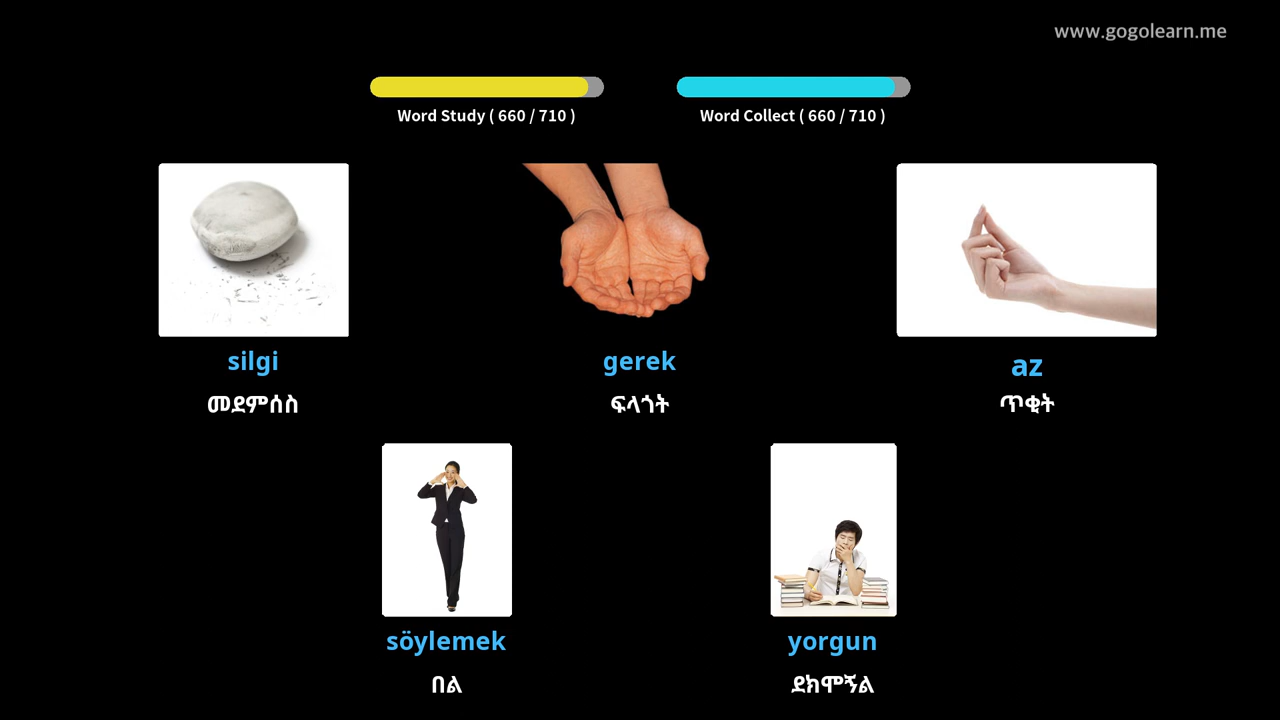 www.gogolearn.me
Word Study ( 660 / 710 )
Word Collect ( 660 / 710 )
silgi
gerek
az
መደምሰስ
ፍላጎት
ጥቂት
söylemek
yorgun
በል
ደክሞኝል